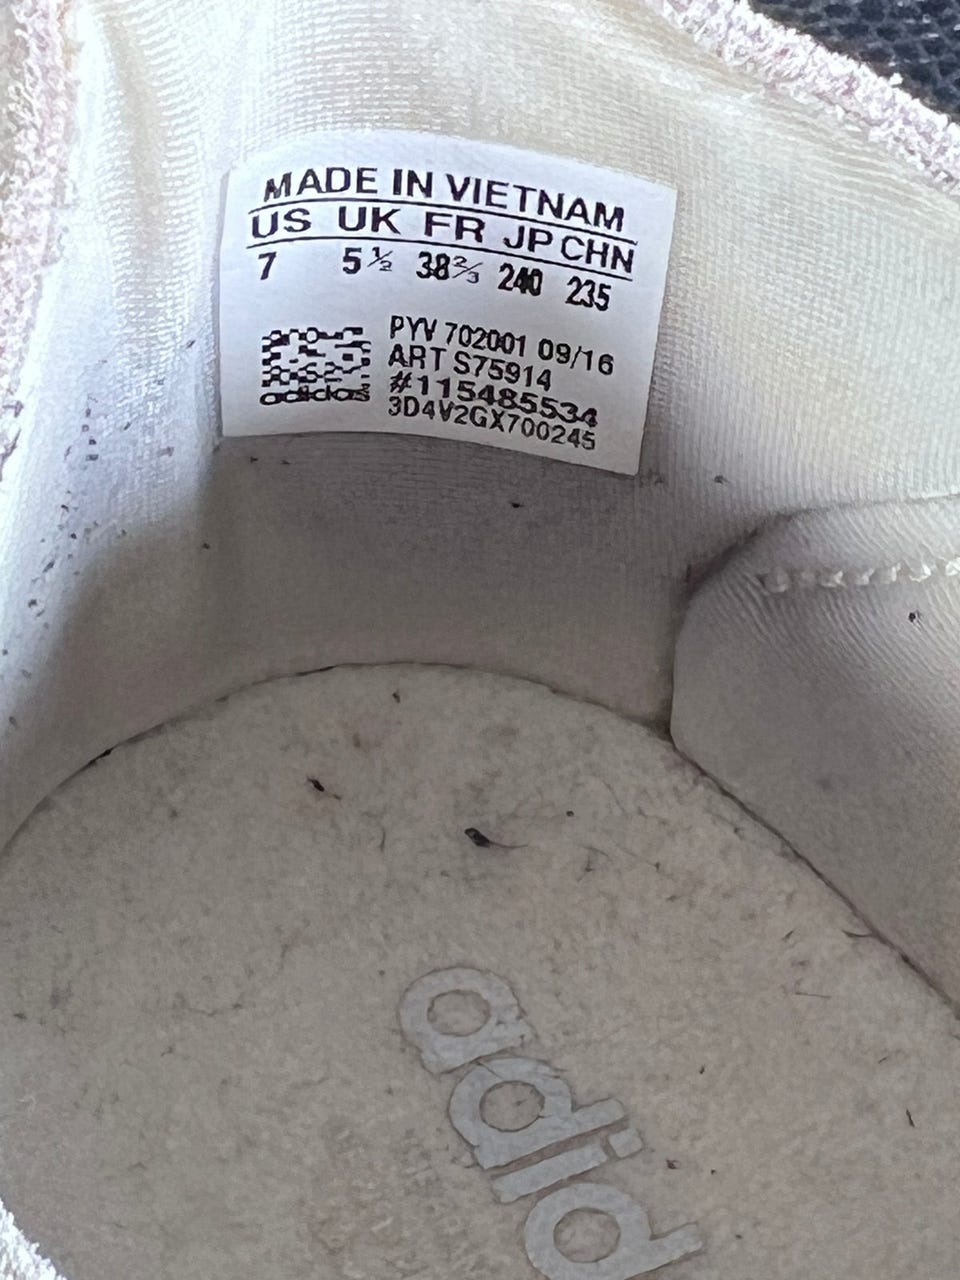 MADE IN VIETNAM
US UK FR JP CHN
7 5½ 38⅔ 240 235
PYV 702001 09/16
ART S75914
#115485534
3D4V2GX700245
adidas
adid